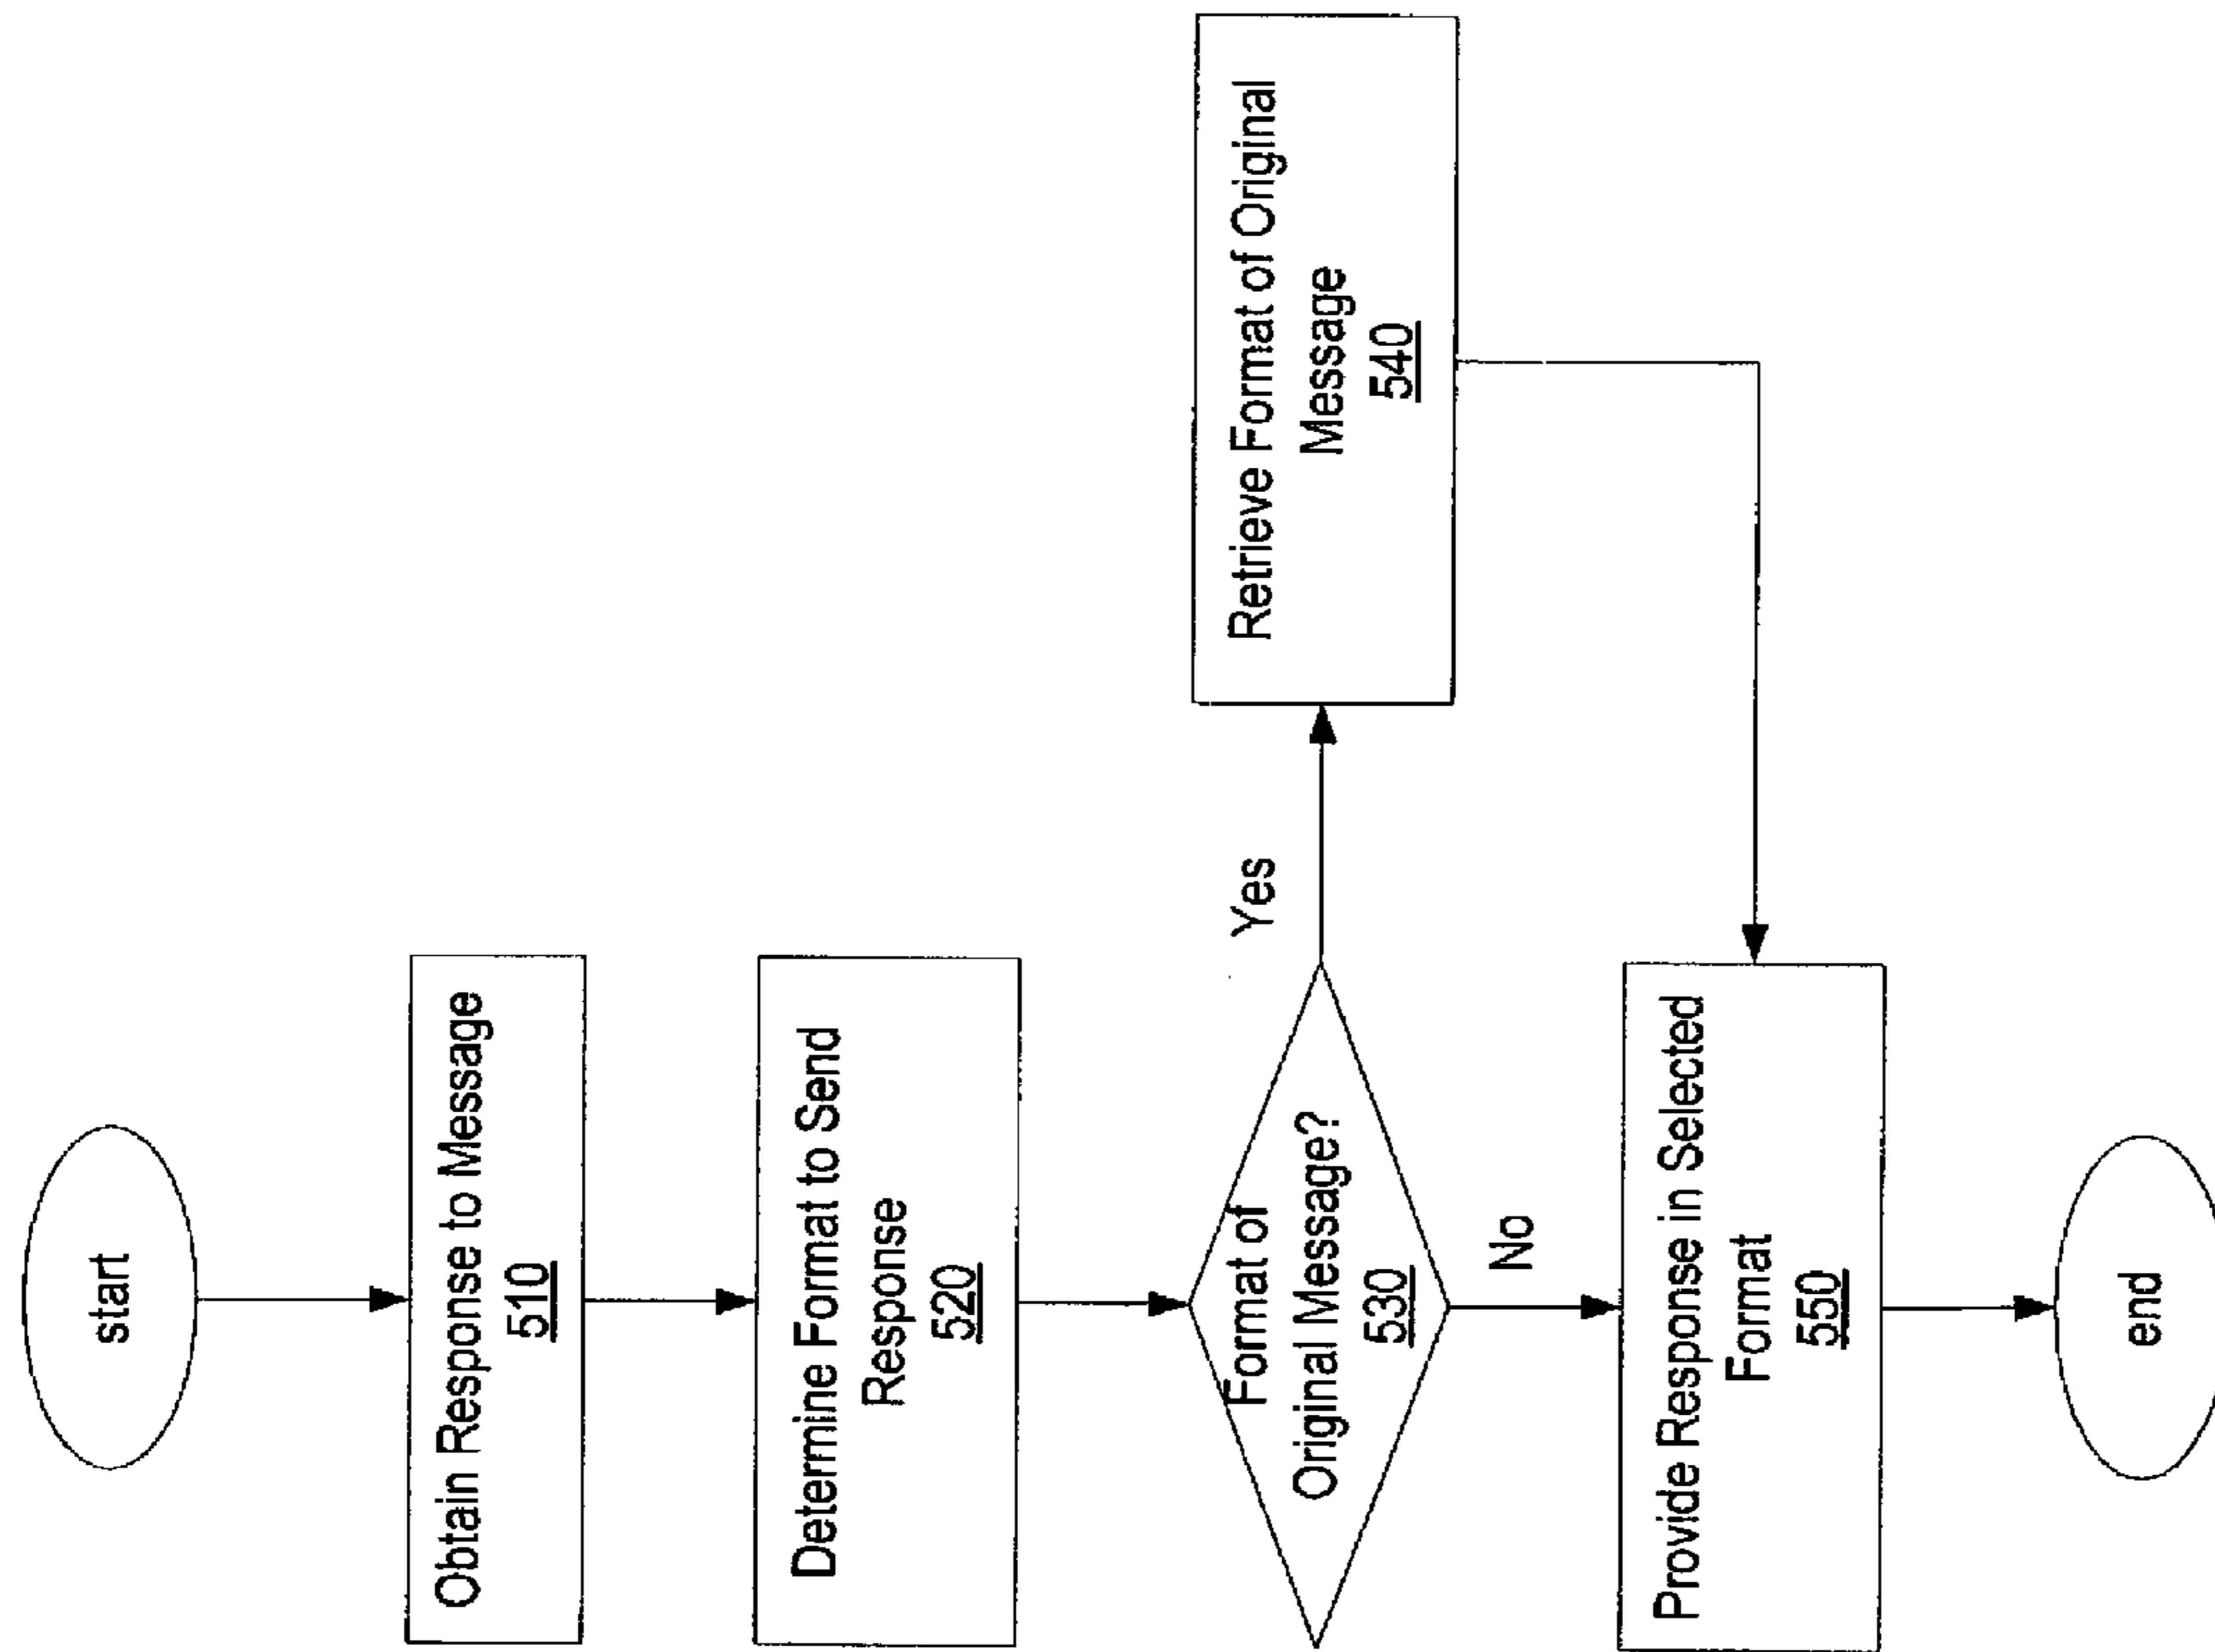 start
Obtain Response to Message
510
Determine Format to Send
Response
520
Format of
Original Message?
530
Yes
Retrieve Format of Original
Message
540
No
Provide Response in Selected
Format
550
end